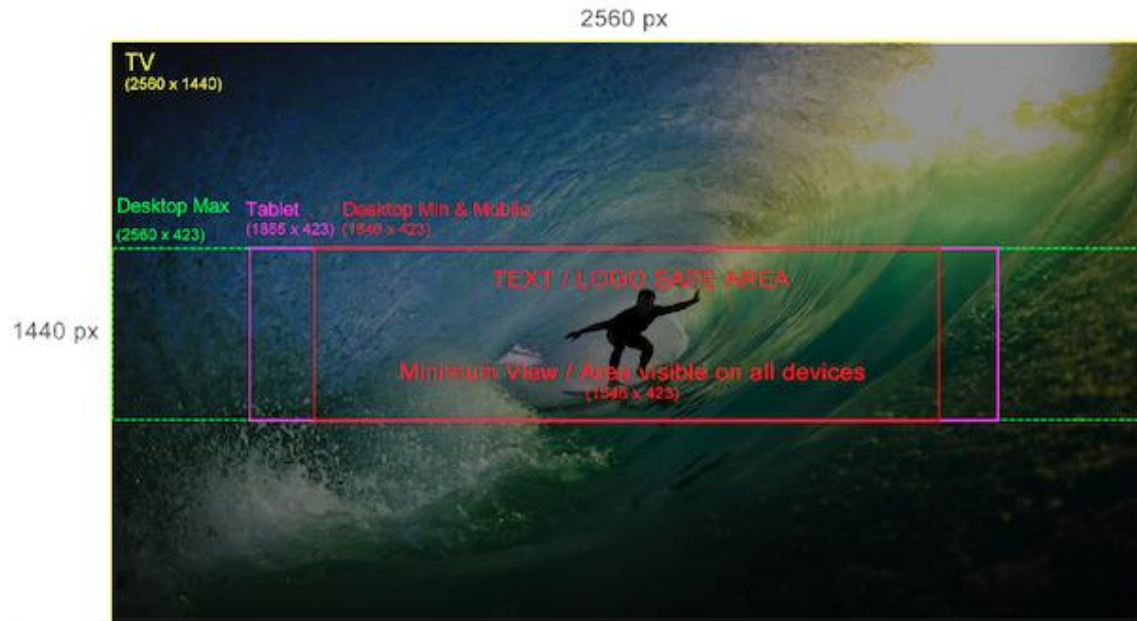 2560 px
TV
(2560 x 1440)
Desktop Max
(2560 x 423)
Tablet
(1855 x 423)
Desktop Min & Mobile
(1546 x 423)
TEXT / LOGO SAFE AREA
1440 px
Minimum View / Area visible on all devices
(1546 x 423)